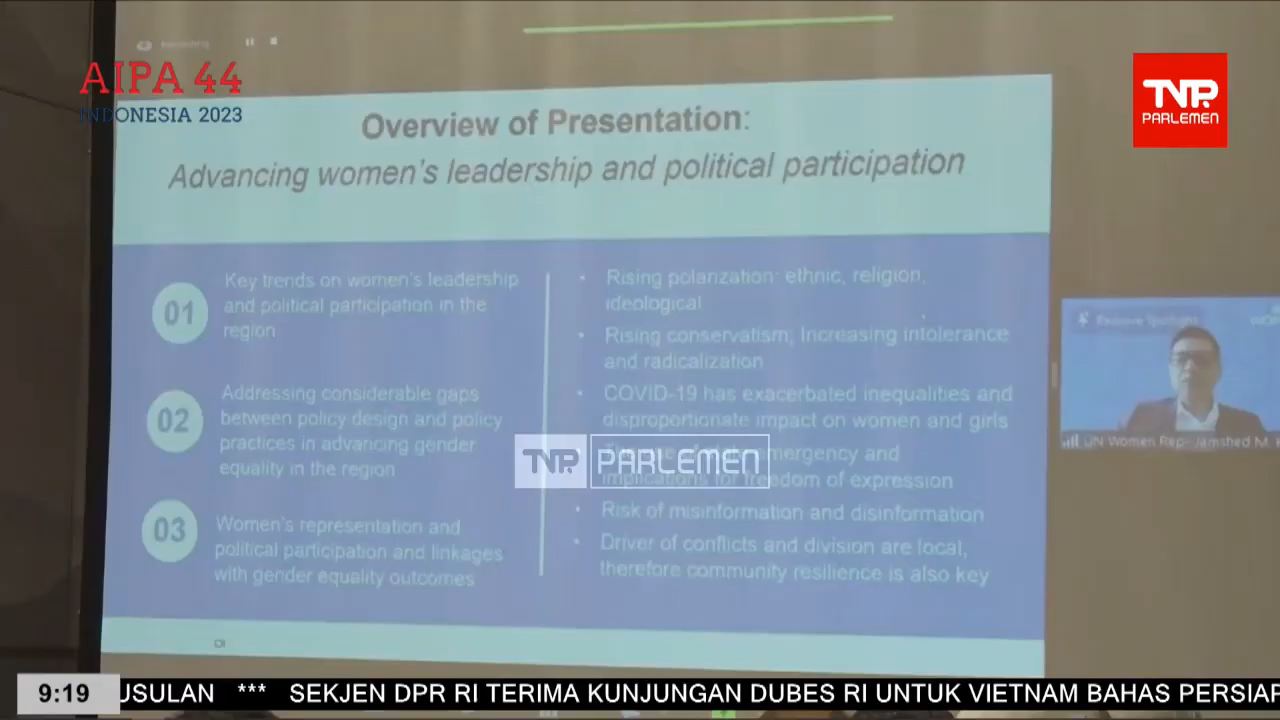 Recording
AIPA 44
INDONESIA 2023
TVP
PARLEMEN
Overview of Presentation:
Advancing women's leadership and political participation
01
Key trends on women's leadership
and political participation in the
region
02
Addressing considerable gaps
between policy design and policy
practices in advancing gender
equality in the region
03
Women's representation and
political participation and linkages
with gender equality outcomes
• Rising polarization: ethnic, religion,
ideological
• Rising conservatism; Increasing intolerance
and radicalization
• COVID-19 has exacerbated inequalities and
disproportionate impact on women and girls
emergency and
implications for freedom of expression
• Risk of misinformation and disinformation
• Driver of conflicts and division are local,
therefore community resilience is also key
TVP PARLEMEN
Remove Spotlight
UN Women Rep- Jamshed M.
9:19
USULAN *** SEKJEN DPR RI TERIMA KUNJUNGAN DUBES RI UNTUK VIETNAM BAHAS PERSIAP